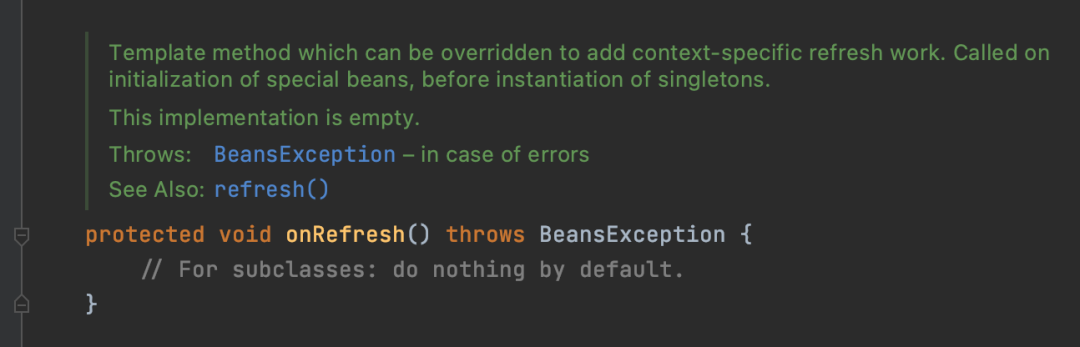 Template method which can be overridden to add context-specific refresh work. Called on
initialization of special beans, before instantiation of singletons.
This implementation is empty.
Throws: BeansException – in case of errors
See Also: refresh()
protected void onRefresh() throws BeansException {
// For subclasses: do nothing by default.
}